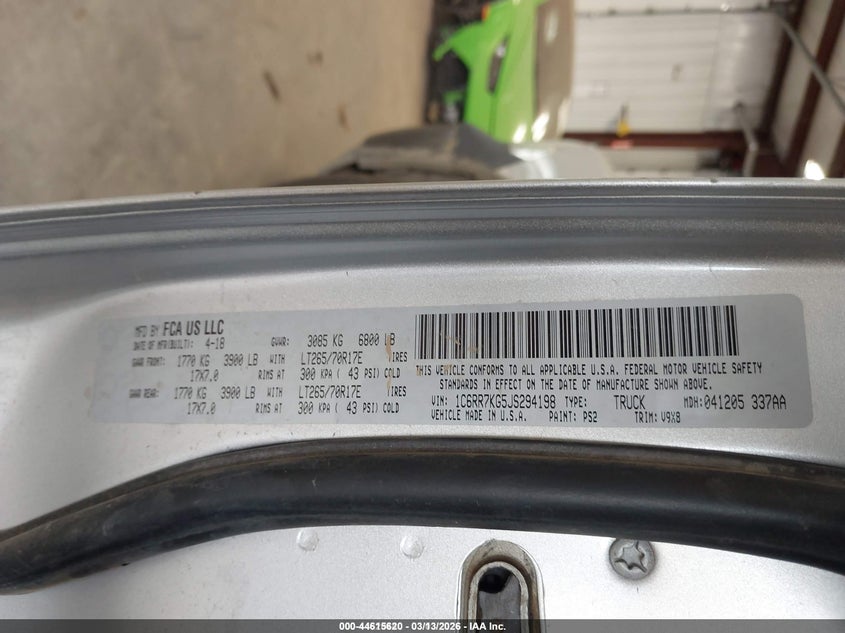 MFD BY FCA US LLC
DATE OF MFR(BUILT): 4-18 GVWR: 3085 KG 6800 LB
GAWR FRONT: 1770 KG 3900 LB WITH LT265/70R17E TIRES
17X7.0 RIMS AT 300 KPA ( 43 PSI) COLD
GAWR REAR: 1770 KG 3900 LB WITH LT265/70R17E TIRES
17X7.0 RIMS AT 300 KPA ( 43 PSI) COLD
THIS VEHICLE CONFORMS TO ALL APPLICABLE U.S.A. FEDERAL MOTOR VEHICLE SAFETY
STANDARDS IN EFFECT ON THE DATE OF MANUFACTURE SHOWN ABOVE.
VIN: 1C6RR7KG5JS294198 TYPE: TRUCK MDH: 041205 337AA
VEHICLE MADE IN U.S.A. PAINT: PS2 TRIM: V9X8
000-44615620 - 03/13/2026 - IAA Inc.